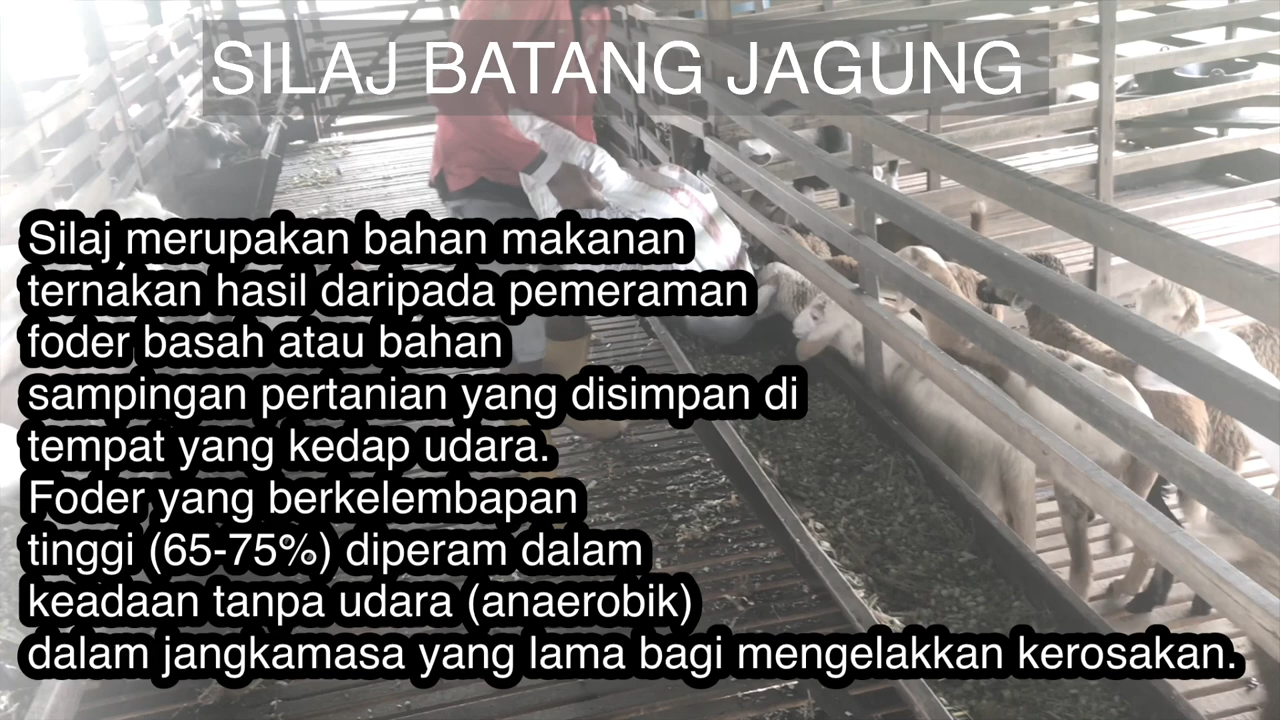 SILAJ BATANG JAGUNG
Silaj merupakan bahan makanan
ternakan hasil daripada pemeraman
foder basah atau bahan
sampingan pertanian yang disimpan di
tempat yang kedap udara.
Foder yang berkelembapan
tinggi (65-75%) diperam dalam
keadaan tanpa udara (anaerobik)
dalam jangkamasa yang lama bagi mengelakkan kerosakan.